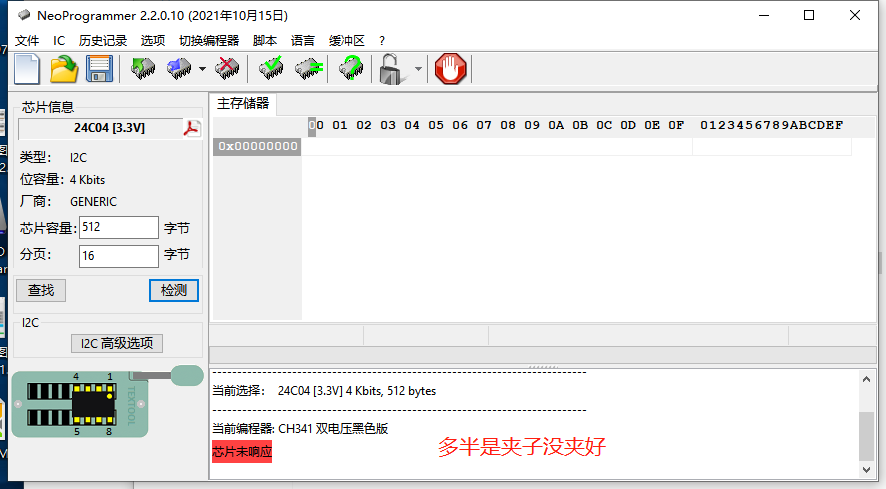 NeoProgrammer 2.2.0.10 (2021年10月15日)
文件 IC 历史记录 选项 切换编程器 脚本 语言 缓冲区 ?
芯片信息
24C04 [3.3V]
类型: I2C
位容量: 4 Kbits
厂商: GENERIC
芯片容量: 512 字节
分页: 16 字节
查找 检测
I2C
I2C 高级选项
4 1
TEXTOOL
5 8
主存储器
00 01 02 03 04 05 06 07 08 09 0A 0B 0C 0D 0E 0F 0123456789ABCDEF
0x00000000
当前选择: 24C04 [3.3V] 4 Kbits, 512 bytes
当前编程器: CH341 双电压黑色版
芯片未响应
多半是夹子没夹好